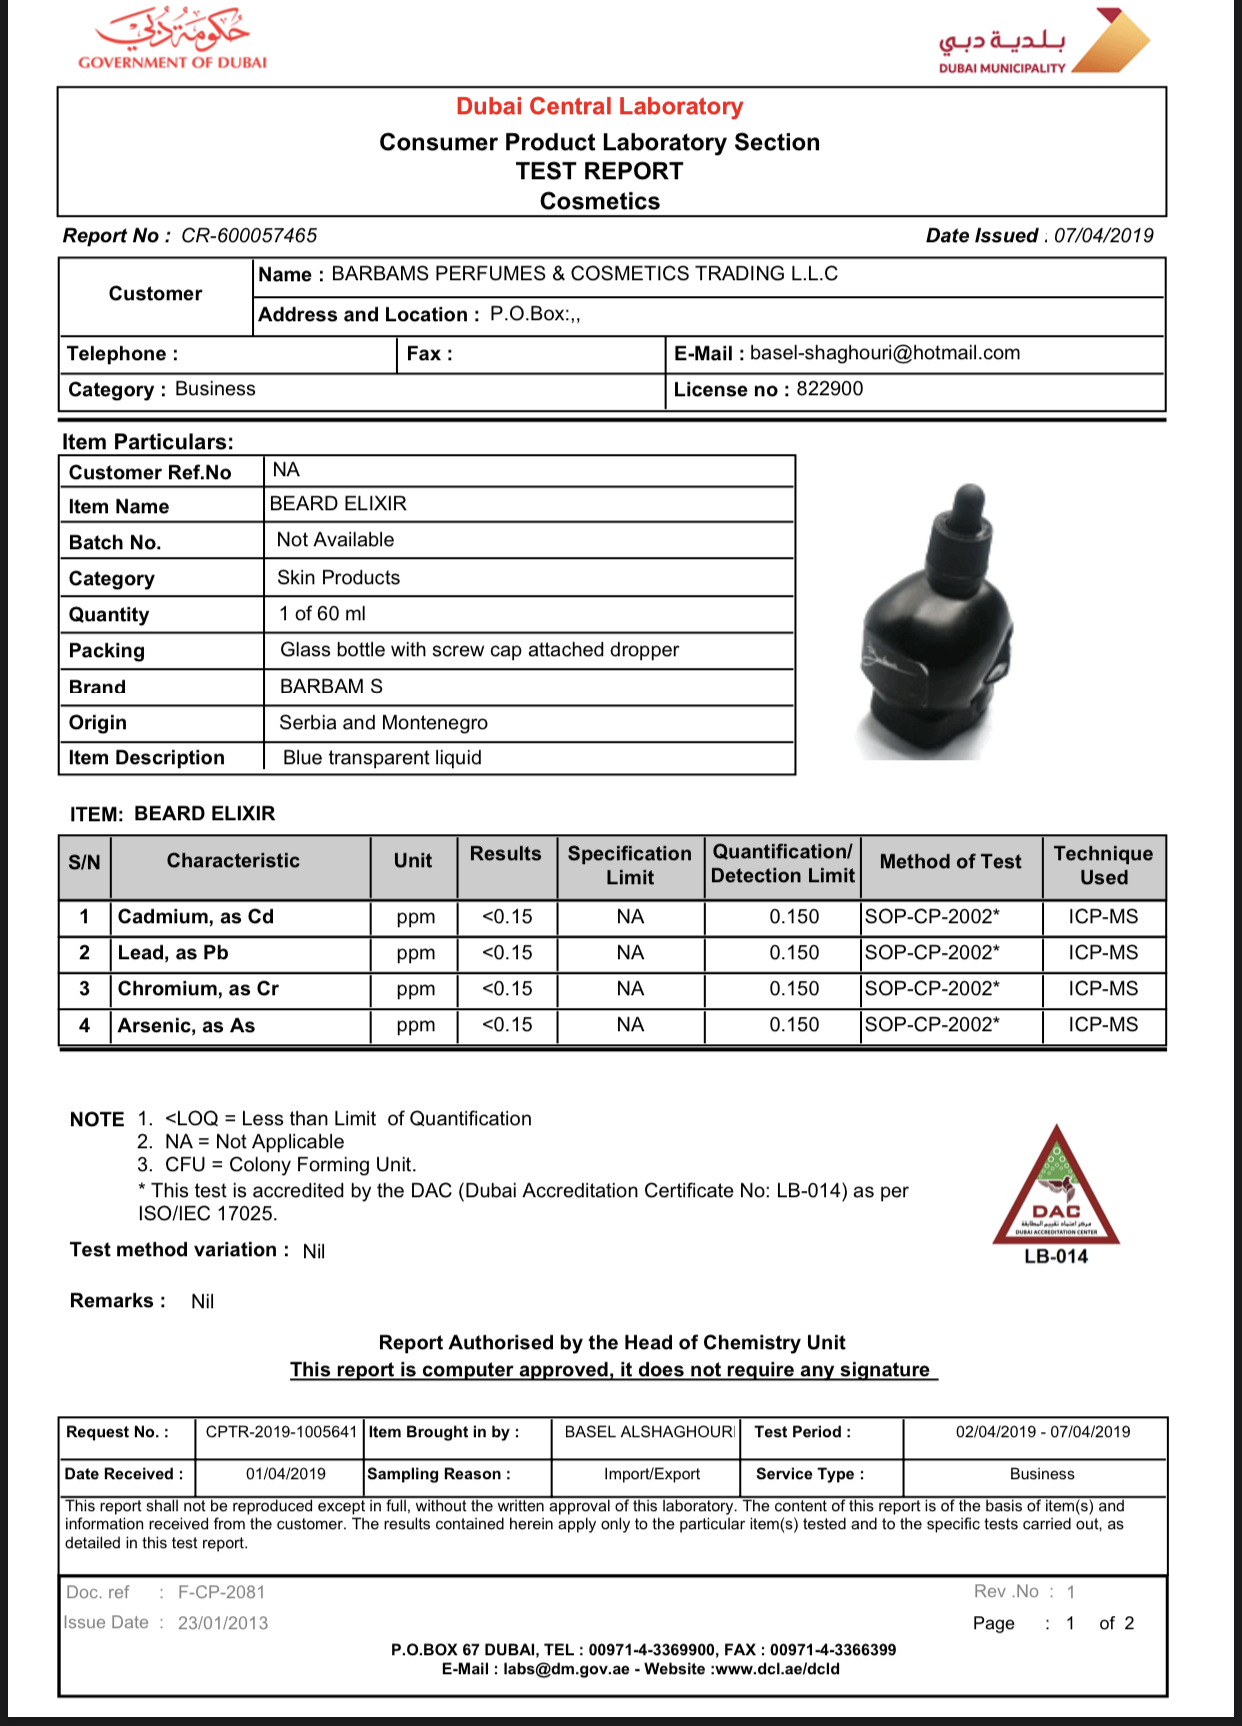 حكومة دبي
GOVERNMENT OF DUBAI
بلدية دبي
DUBAI MUNICIPALITY
Dubai Central Laboratory
Consumer Product Laboratory Section
TEST REPORT
Cosmetics
Report No : CR-600057465
Date Issued : 07/04/2019
Customer
Name : BARBAMS PERFUMES & COSMETICS TRADING L.L.C
Address and Location : P.O.Box:,,
Telephone : Fax : E-Mail : basel-shaghouri@hotmail.com
Category : Business License no : 822900
Item Particulars:
Customer Ref.No NA
Item Name BEARD ELIXIR
Batch No. Not Available
Category Skin Products
Quantity 1 of 60 ml
Packing Glass bottle with screw cap attached dropper
Brand BARBAM S
Origin Serbia and Montenegro
Item Description Blue transparent liquid
ITEM: BEARD ELIXIR
S/N Characteristic Unit Results Specification Limit Quantification/ Detection Limit Method of Test Technique Used
1 Cadmium, as Cd ppm <0.15 NA 0.150 SOP-CP-2002* ICP-MS
2 Lead, as Pb ppm <0.15 NA 0.150 SOP-CP-2002* ICP-MS
3 Chromium, as Cr ppm <0.15 NA 0.150 SOP-CP-2002* ICP-MS
4 Arsenic, as As ppm <0.15 NA 0.150 SOP-CP-2002* ICP-MS
NOTE 1. <LOQ = Less than Limit of Quantification
2. NA = Not Applicable
3. CFU = Colony Forming Unit.
* This test is accredited by the DAC (Dubai Accreditation Certificate No: LB-014) as per
ISO/IEC 17025.
DAC
مركز اعتماد تقييم المطابقة
DUBAI ACCREDITATION CENTER
LB-014
Test method variation : Nil
Remarks : Nil
Report Authorised by the Head of Chemistry Unit
This report is computer approved, it does not require any signature
Request No. : CPTR-2019-1005641 Item Brought in by : BASEL ALSHAGHOURI Test Period : 02/04/2019 - 07/04/2019
Date Received : 01/04/2019 Sampling Reason : Import/Export Service Type : Business
This report shall not be reproduced except in full, without the written approval of this laboratory. The content of this report is of the basis of item(s) and
information received from the customer. The results contained herein apply only to the particular item(s) tested and to the specific tests carried out, as
detailed in this test report.
Doc. ref : F-CP-2081 Rev .No : 1
Issue Date : 23/01/2013 Page : 1 of 2
P.O.BOX 67 DUBAI, TEL : 00971-4-3369900, FAX : 00971-4-3366399
E-Mail : labs@dm.gov.ae - Website :www.dcl.ae/dcld